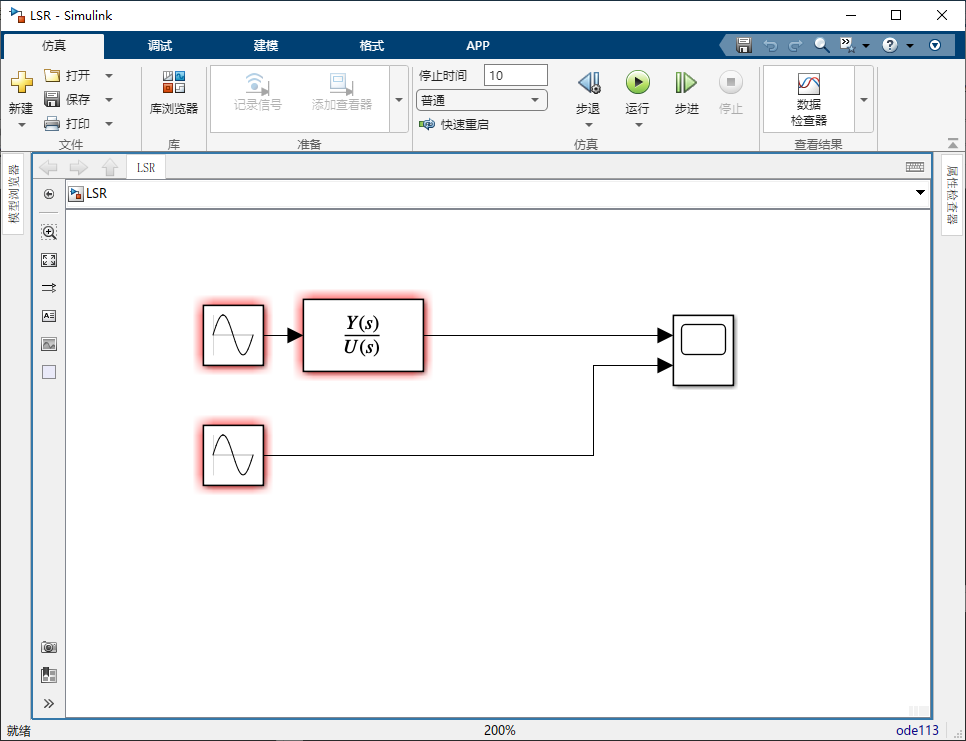 LSR - Simulink
仿真 调试 建模 格式 APP
新建
打开
保存
打印
文件
库浏览器
库
记录信号
添加查看器
准备
停止时间 10
普通
快速重启
步退
运行
步进
停止
仿真
数据
检查器
查看结果
模型浏览器
LSR
LSR
属性检查器
Y(s)
U(s)
就绪 200% ode113